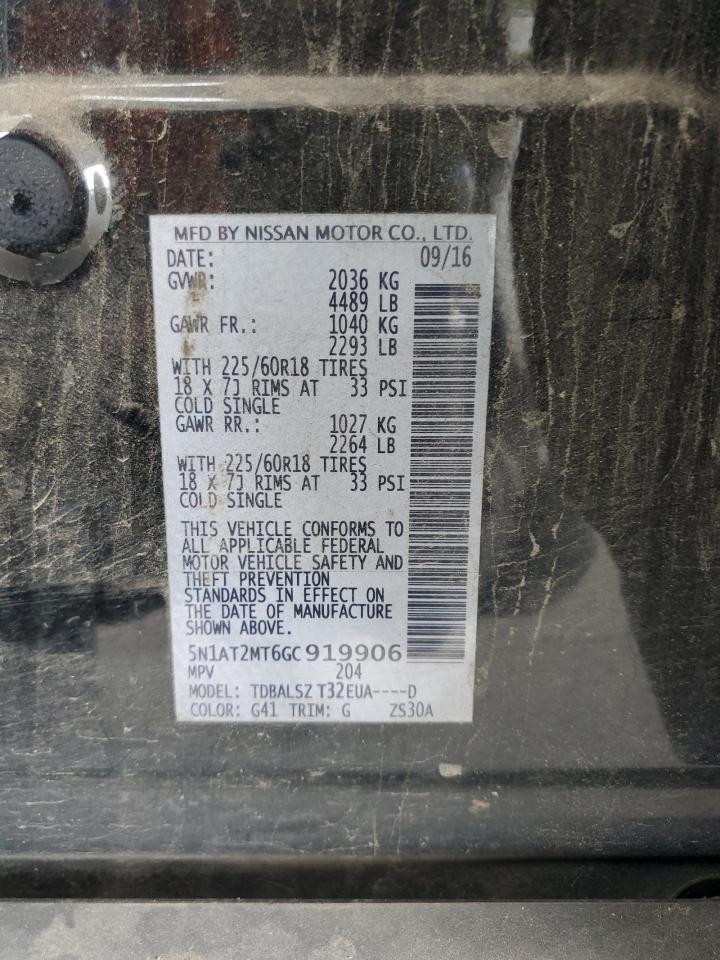 MFD BY NISSAN MOTOR CO., LTD.
DATE: 09/16
GVWR: 2036 KG
4489 LB
GAWR FR.: 1040 KG
2293 LB
WITH 225/60R18 TIRES
18 X 7J RIMS AT 33 PSI
COLD SINGLE
GAWR RR.: 1027 KG
2264 LB
WITH 225/60R18 TIRES
18 X 7J RIMS AT 33 PSI
COLD SINGLE
THIS VEHICLE CONFORMS TO
ALL APPLICABLE FEDERAL
MOTOR VEHICLE SAFETY AND
THEFT PREVENTION
STANDARDS IN EFFECT ON
THE DATE OF MANUFACTURE
SHOWN ABOVE.
5N1AT2MT6GC919906
MPV 204
MODEL: TDBALSZ T32EUA----D
COLOR: G41 TRIM: G ZS30A